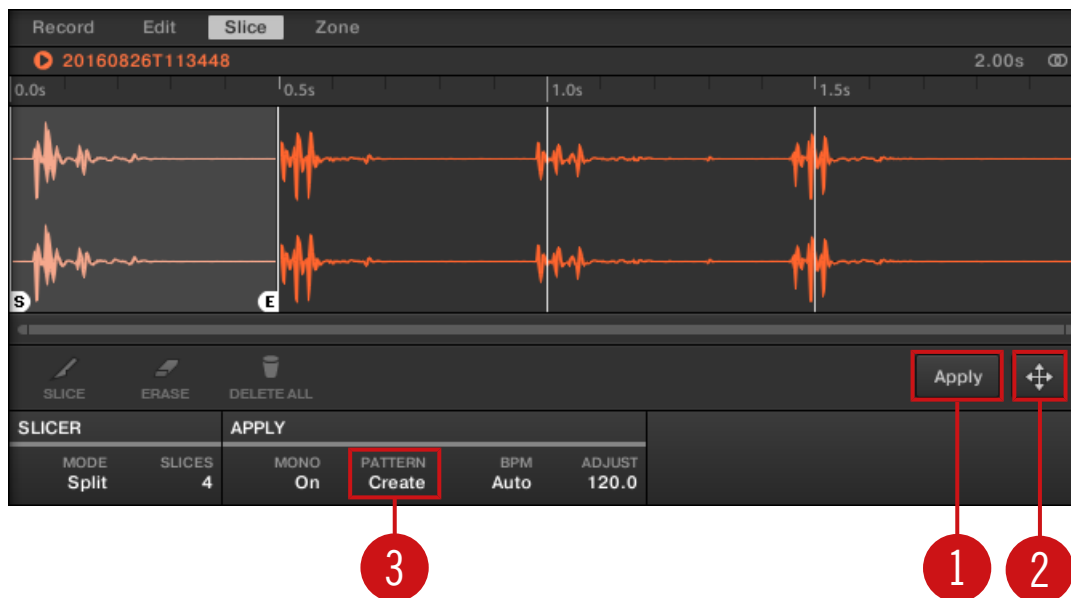 Record Edit Slice Zone
20160826T113448 2.00s
0.0s 0.5s 1.0s 1.5s
S E
SLICE ERASE DELETE ALL Apply
SLICER APPLY
MODE SLICES MONO PATTERN BPM ADJUST
Split 4 On Create Auto 120.0
3 1 2